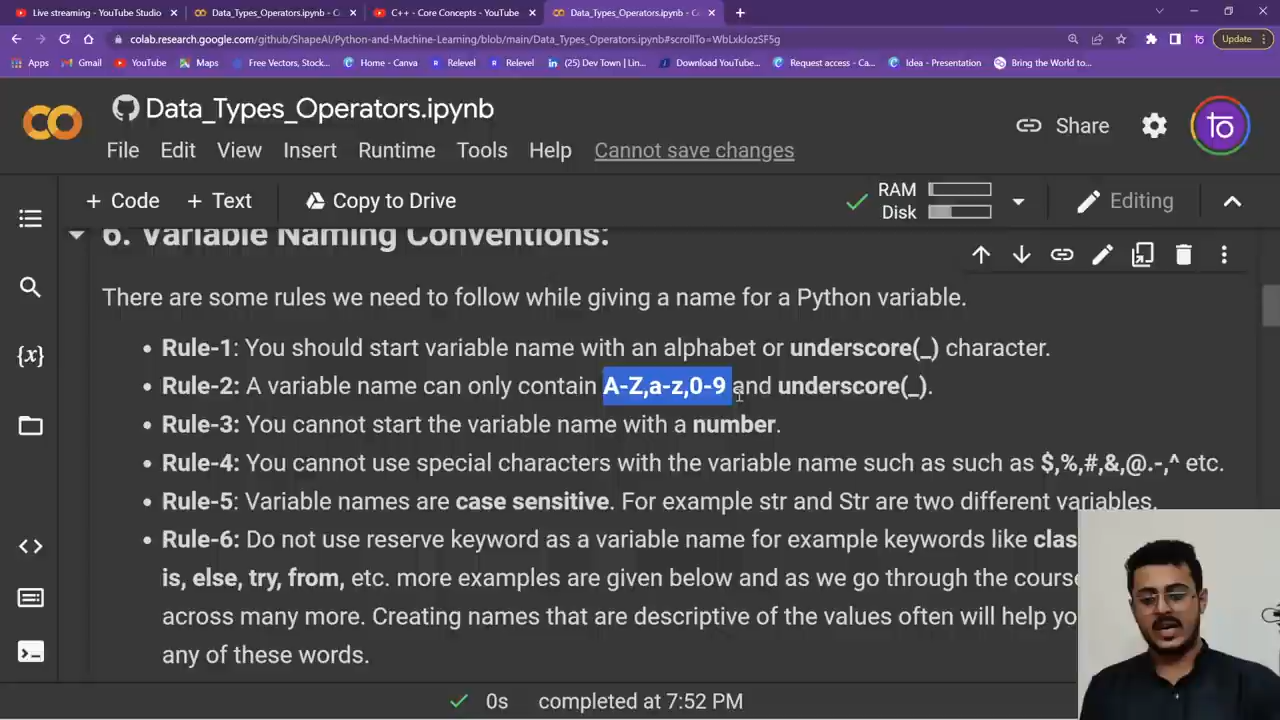 Live streaming - YouTube Studio
Data_Types_Operators.ipynb - C
C++ - Core Concepts - YouTube
Data_Types_Operators.ipynb - C
colab.research.google.com/github/ShapeAI/Python-and-Machine-Learning/blob/main/Data_Types_Operators.ipynb#scrollTo=WbLxkJozSF5g
Update
Apps
Gmail
YouTube
Maps
Free Vectors, Stock...
Home - Canva
Relevel
Relevel
(25) Dev Town | Lin...
Download YouTube...
Request access - Ca...
Idea - Presentation
Bring the World to...
Data_Types_Operators.ipynb
Share
File Edit View Insert Runtime Tools Help Cannot save changes
+ Code + Text Copy to Drive
RAM
Disk
Editing
6. Variable Naming Conventions:
There are some rules we need to follow while giving a name for a Python variable.
• Rule-1: You should start variable name with an alphabet or underscore(_) character.
• Rule-2: A variable name can only contain A-Z,a-z,0-9 and underscore(_).
• Rule-3: You cannot start the variable name with a number.
• Rule-4: You cannot use special characters with the variable name such as such as $,%,#,&,@.-,^ etc.
• Rule-5: Variable names are case sensitive. For example str and Str are two different variables.
• Rule-6: Do not use reserve keyword as a variable name for example keywords like clas
is, else, try, from, etc. more examples are given below and as we go through the course
across many more. Creating names that are descriptive of the values often will help yo
any of these words.
{x}
0s completed at 7:52 PM